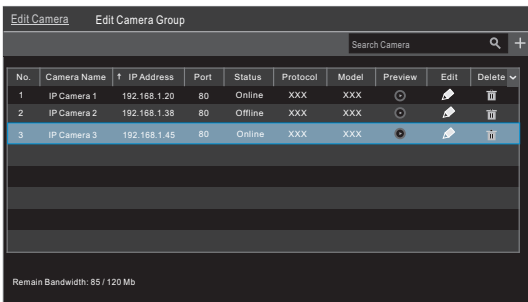 Edit Camera Edit Camera Group
Search Camera
No. Camera Name ↑ IP Address Port Status Protocol Model Preview Edit Delete
1 IP Camera 1 192.168.1.20 80 Online XXX XXX
2 IP Camera 2 192.168.1.38 80 Offline XXX XXX
3 IP Camera 3 192.168.1.45 80 Online XXX XXX
Remain Bandwidth: 85 / 120 Mb